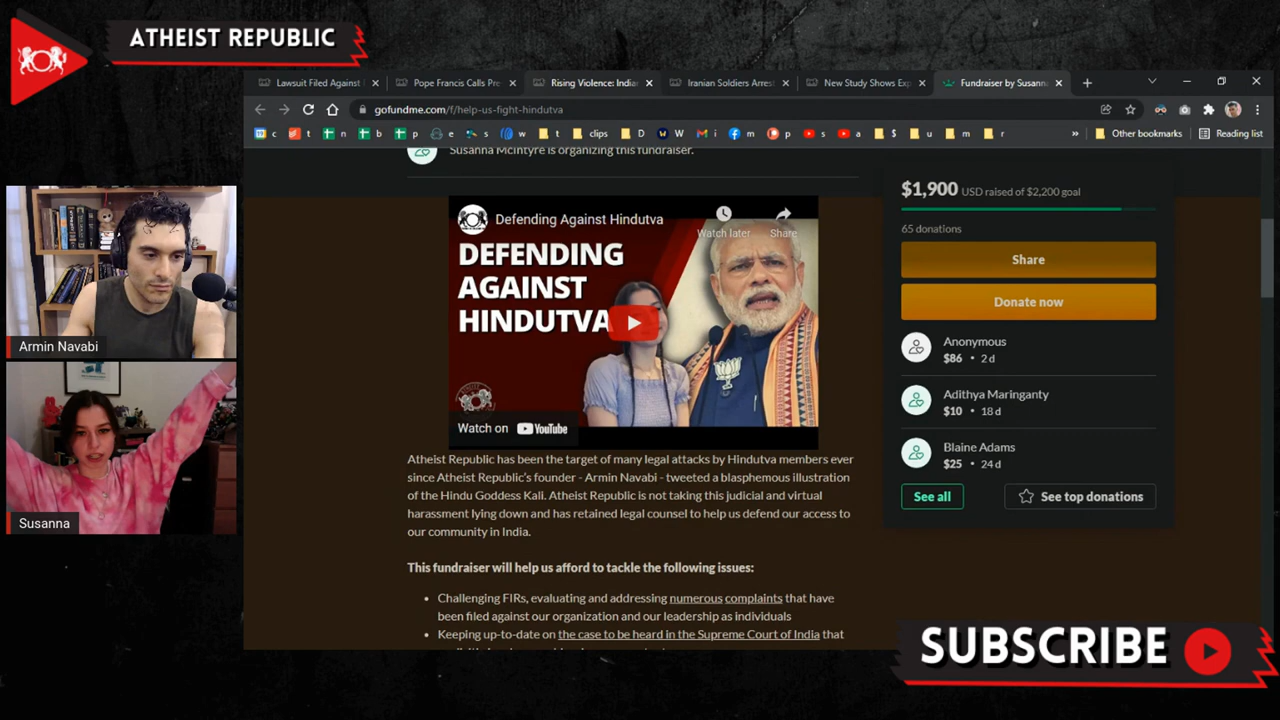 ATHEIST REPUBLIC
Lawsuit Filed Against
Pope Francis Calls Pre
Rising Violence: India
Iranian Soldiers Arrest
New Study Shows Exp
Fundraiser by Susanna
gofundme.com/f/help-us-fight-hindutva
c t n b p e s w t clips D W i m p s a $ u m r » Other bookmarks Reading list
Susanna McIntyre is organizing this fundraiser.
Defending Against Hindutva
Watch later
Share
DEFENDING
AGAINST
HINDUTVA
Watch on YouTube
$1,900 USD raised of $2,200 goal
65 donations
Share
Donate now
Anonymous
$86 • 2 d
Adithya Maringanty
$10 • 18 d
Blaine Adams
$25 • 24 d
See all
See top donations
Armin Navabi
Susanna
Atheist Republic has been the target of many legal attacks by Hindutva members ever
since Atheist Republic's founder - Armin Navabi - tweeted a blasphemous illustration
of the Hindu Goddess Kali. Atheist Republic is not taking this judicial and virtual
harassment lying down and has retained legal counsel to help us defend our access to
our community in India.
This fundraiser will help us afford to tackle the following issues:
• Challenging FIRs, evaluating and addressing numerous complaints that have
been filed against our organization and our leadership as individuals
• Keeping up-to-date on the case to be heard in the Supreme Court of India that
SUBSCRIBE